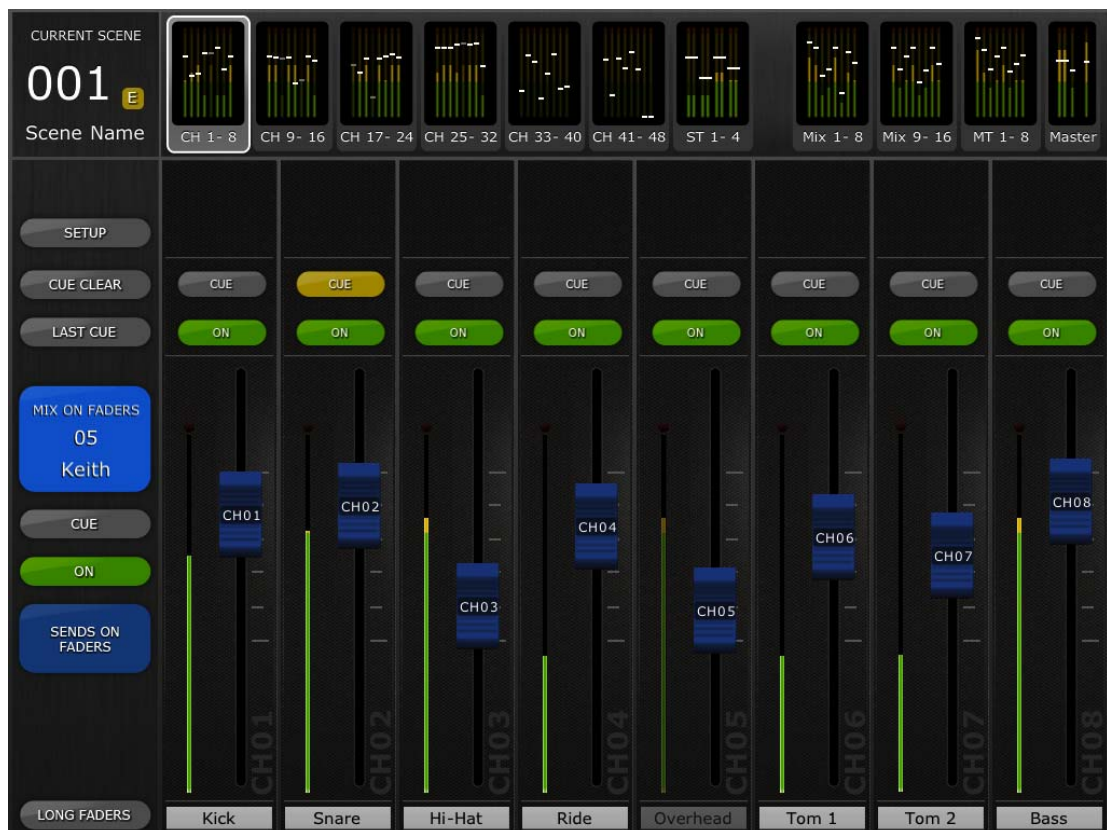 CURRENT SCENE
001 E
Scene Name
CH 1- 8 CH 9- 16 CH 17- 24 CH 25- 32 CH 33- 40 CH 41- 48 ST 1- 4 Mix 1- 8 Mix 9- 16 MT 1- 8 Master
SETUP
CUE CLEAR
LAST CUE
MIX ON FADERS
05
Keith
CUE
ON
SENDS ON
FADERS
LONG FADERS
CUE CUE CUE CUE CUE CUE CUE CUE
ON ON ON ON ON ON ON ON
CH01 CH02 CH03 CH04 CH05 CH06 CH07 CH08
CH01 CH02 CH03 CH04 CH05 CH06 CH07 CH08
Kick Snare Hi-Hat Ride Overhead Tom 1 Tom 2 Bass